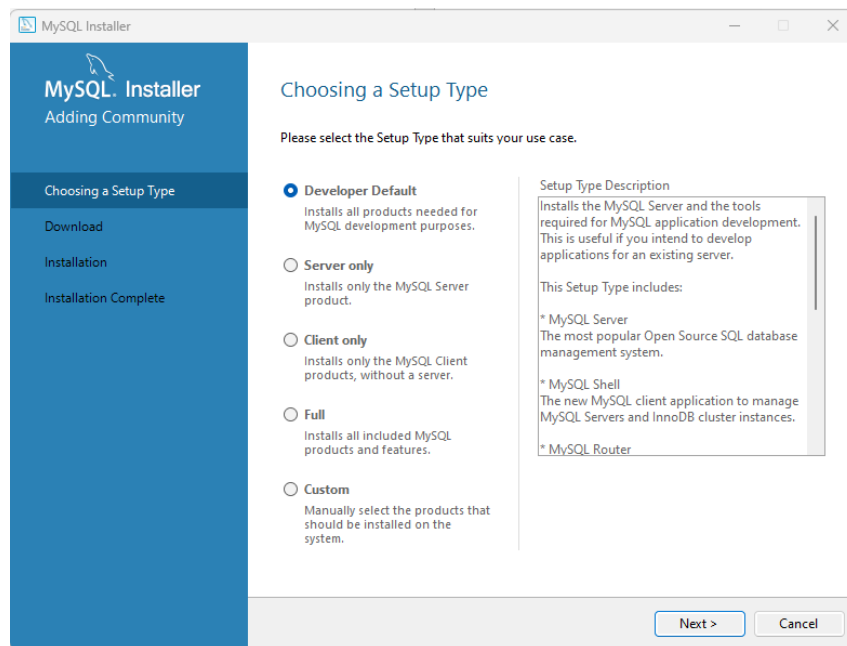 MySQL Installer
MySQL. Installer
Adding Community
Choosing a Setup Type
Download
Installation
Installation Complete
Choosing a Setup Type
Please select the Setup Type that suits your use case.
Developer Default
Installs all products needed for
MySQL development purposes.
Server only
Installs only the MySQL Server
product.
Client only
Installs only the MySQL Client
products, without a server.
Full
Installs all included MySQL
products and features.
Custom
Manually select the products that
should be installed on the
system.
Setup Type Description
Installs the MySQL Server and the tools
required for MySQL application development.
This is useful if you intend to develop
applications for an existing server.
This Setup Type includes:
* MySQL Server
The most popular Open Source SQL database
management system.
* MySQL Shell
The new MySQL client application to manage
MySQL Servers and InnoDB cluster instances.
* MySQL Router
Next >
Cancel